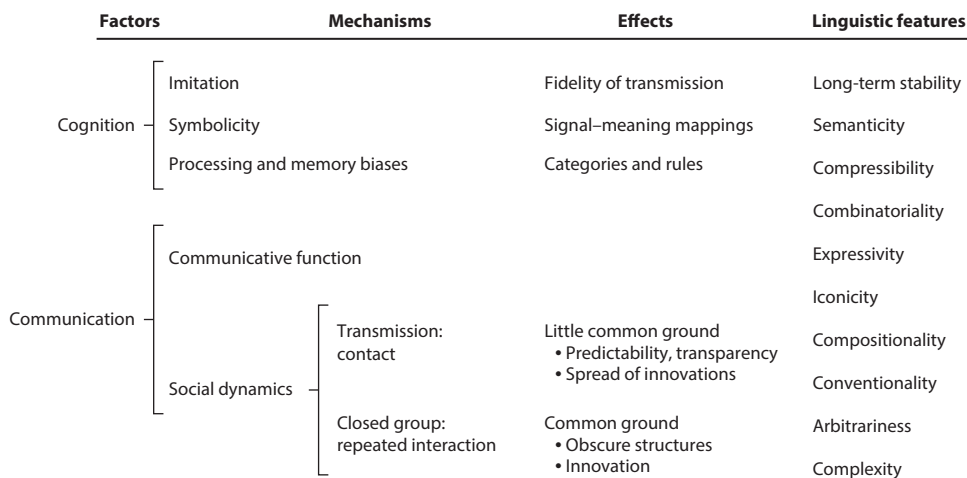 Factors Mechanisms Effects Linguistic features
Imitation Fidelity of transmission Long-term stability
Cognition Symbolicity Signal–meaning mappings Semanticity
Processing and memory biases Categories and rules Compressibility
Combinatoriality
Communicative function Expressivity
Iconicity
Communication
Transmission: Little common ground
contact • Predictability, transparency Compositionality
• Spread of innovations
Social dynamics Conventionality
Closed group: Common ground Arbitrariness
repeated interaction • Obscure structures
• Innovation Complexity